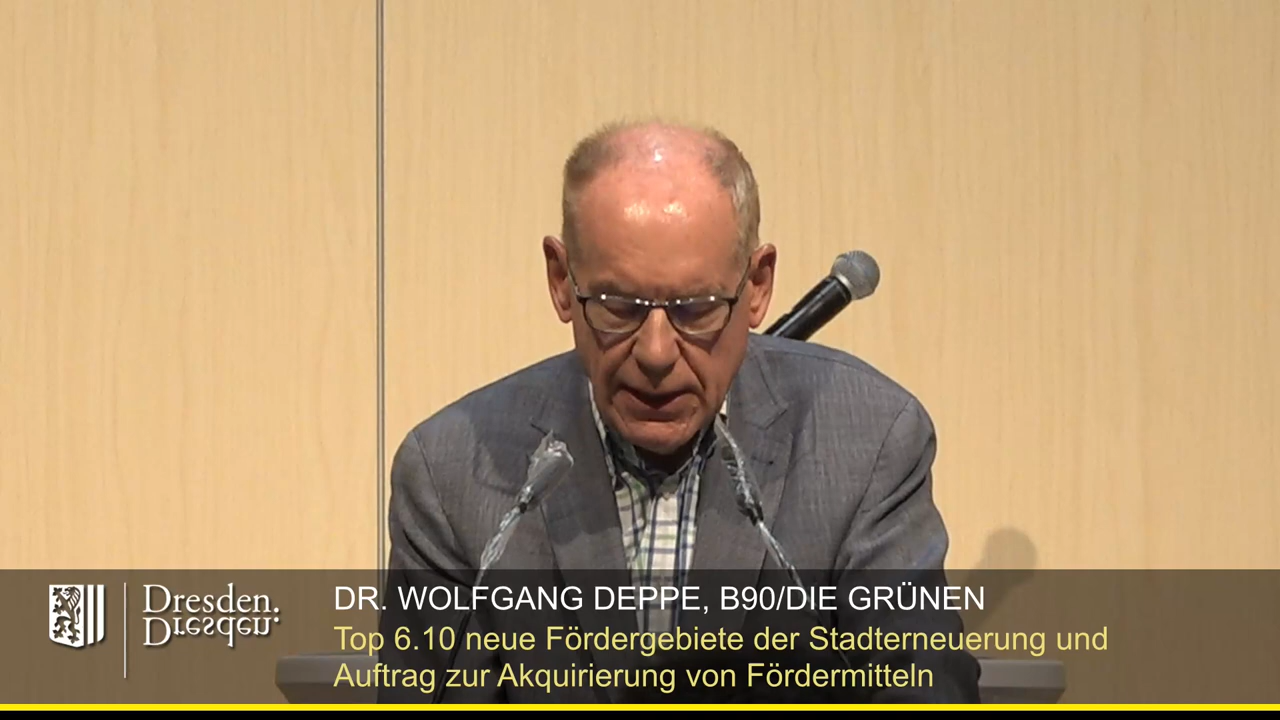 Dresden.
Dresden.
DR. WOLFGANG DEPPE, B90/DIE GRÜNEN
Top 6.10 neue Fördergebiete der Stadterneuerung und
Auftrag zur Akquirierung von Fördermitteln